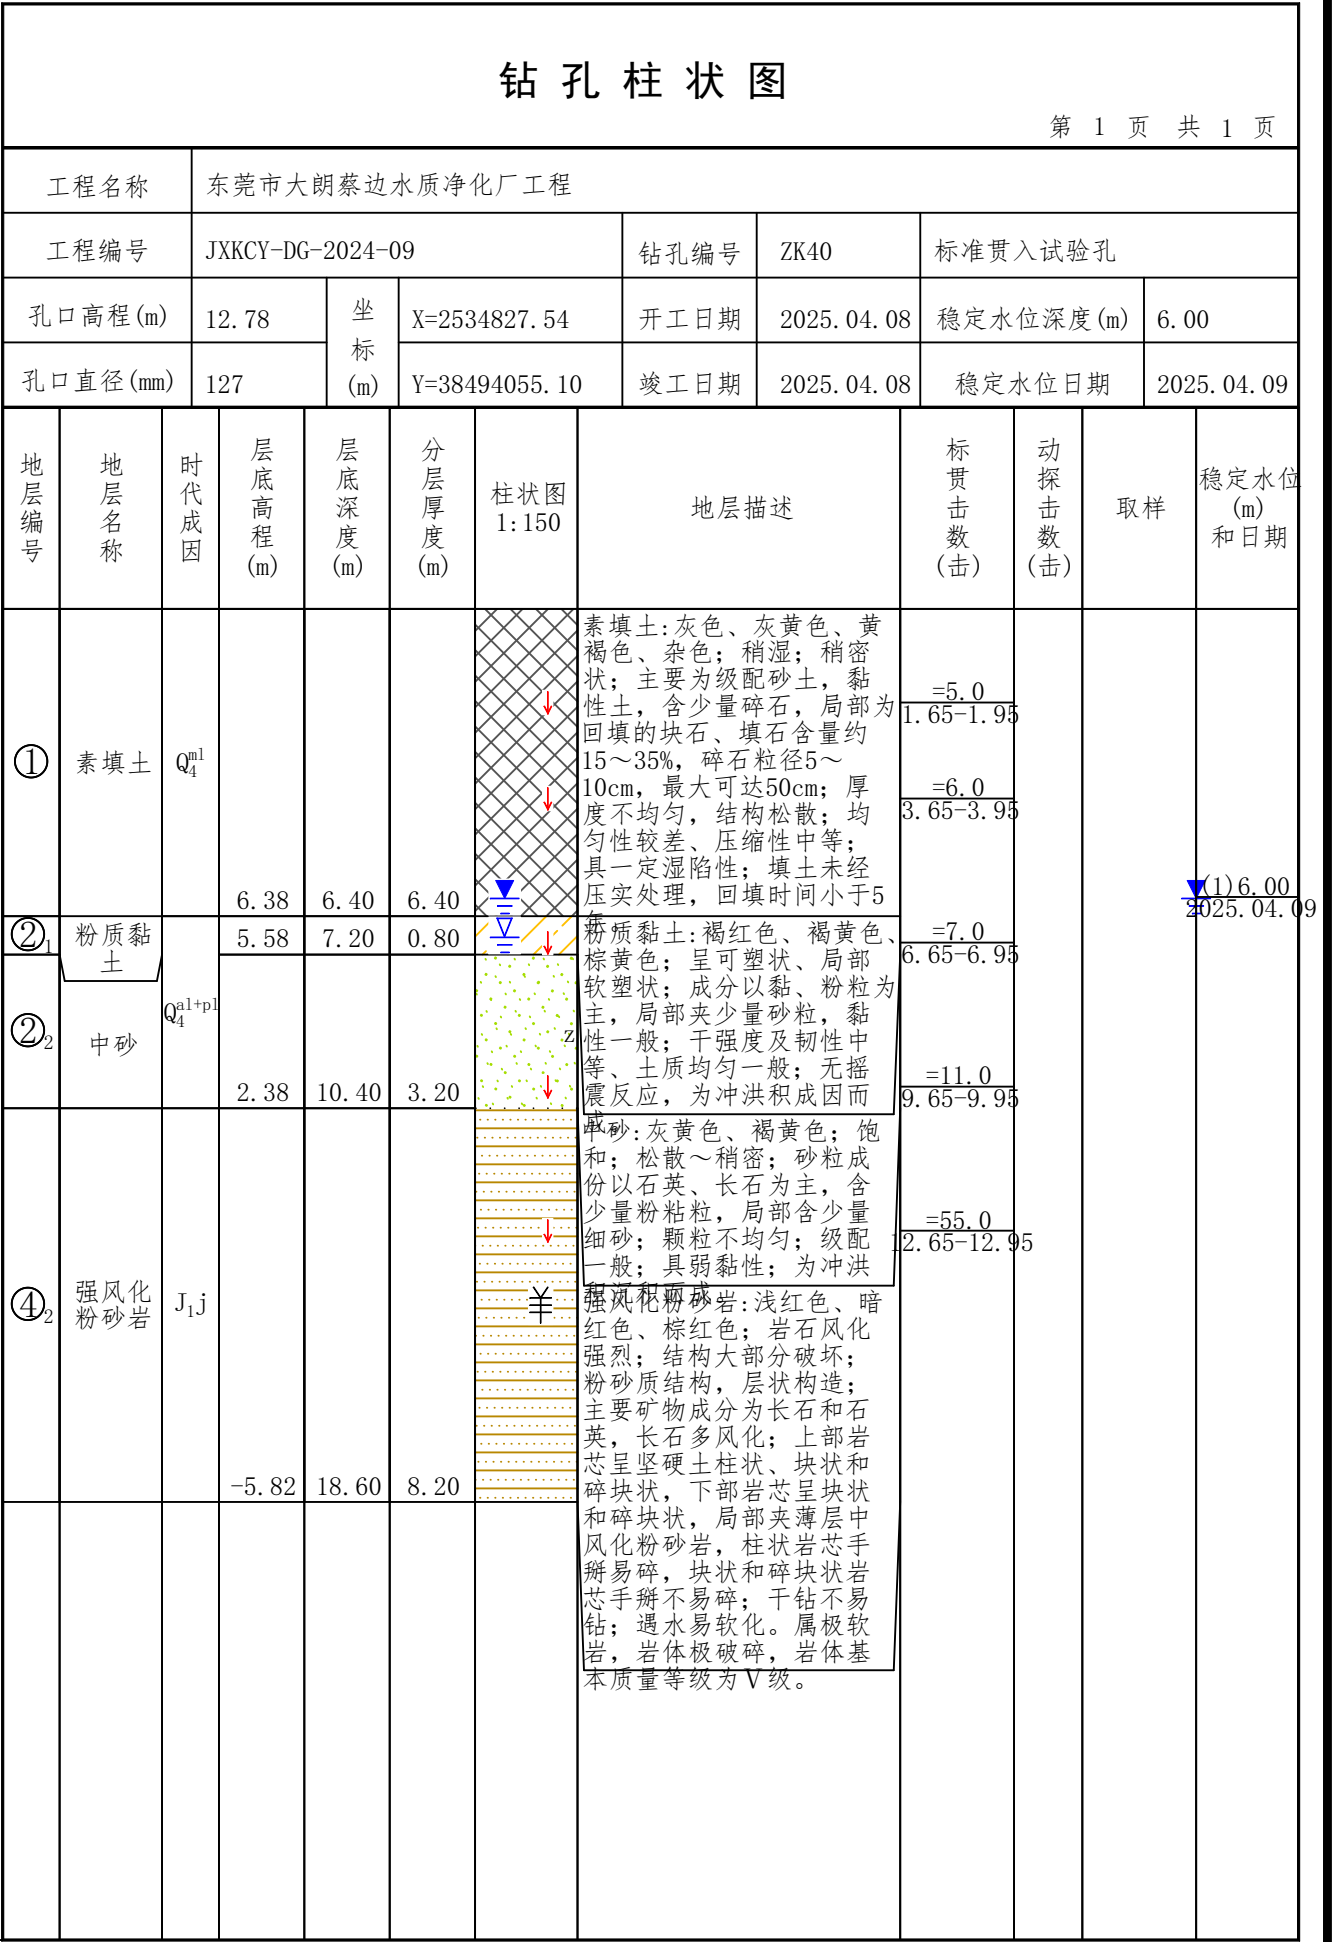 钻孔柱状图
第 1 页 共 1 页
工程名称 东莞市大朗蔡边水质净化厂工程
工程编号 JXKCY-DG-2024-09 钻孔编号 ZK40 标准贯入试验孔
孔口高程(m) 12.78 坐标(m) X=2534827.54 开工日期 2025.04.08 稳定水位深度(m) 6.00
孔口直径(mm) 127 Y=38494055.10 竣工日期 2025.04.08 稳定水位日期 2025.04.09
地层编号 地层名称 时代成因 层底高程(m) 层底深度(m) 分层厚度(m) 柱状图 1:150 地层描述 标贯击数(击) 动探击数(击) 取样 稳定水位(m)和日期
① 素填土 Q4ml 6.38 6.40 6.40
素填土:灰色、灰黄色、黄
褐色、杂色；稍湿；稍密
状；主要为级配砂土，黏
性土，含少量碎石，局部为
回填的块石、填石含量约
15～35%，碎石粒径5～
10cm，最大可达50cm；厚
度不均匀，结构松散；均
匀性较差、压缩性中等；
具一定湿陷性；填土未经
压实处理，回填时间小于5
年。
=5.0
1.65-1.95
=6.0
3.65-3.95
(1)6.00
2025.04.09
②1 粉质黏土 5.58 7.20 0.80
粉质黏土:褐红色、褐黄色、
棕黄色；呈可塑状、局部
软塑状；成分以黏、粉粒为
主，局部夹少量砂粒，黏
性一般；干强度及韧性中
等、土质均匀一般；无摇
震反应，为冲洪积成因而
成。
=7.0
6.65-6.95
②2 中砂 Q4al+pl 2.38 10.40 3.20
z
中砂:灰黄色、褐黄色；饱
和；松散～稍密；砂粒成
份以石英、长石为主，含
少量粉粘粒，局部含少量
细砂；颗粒不均匀；级配
一般；具弱黏性；为冲洪
积沉积而成。
=11.0
9.65-9.95
④2 强风化粉砂岩 J1j -5.82 18.60 8.20
强风化粉砂岩:浅红色、暗
红色、棕红色；岩石风化
强烈；结构大部分破坏；
粉砂质结构，层状构造；
主要矿物成分为长石和石
英，长石多风化；上部岩
芯呈坚硬土柱状、块状和
碎块状，下部岩芯呈块状
和碎块状，局部夹薄层中
风化粉砂岩，柱状岩芯手
掰易碎，块状和碎块状岩
芯手掰不易碎；干钻不易
钻；遇水易软化。属极软
岩，岩体极破碎，岩体基
本质量等级为Ⅴ级。
=55.0
12.65-12.95